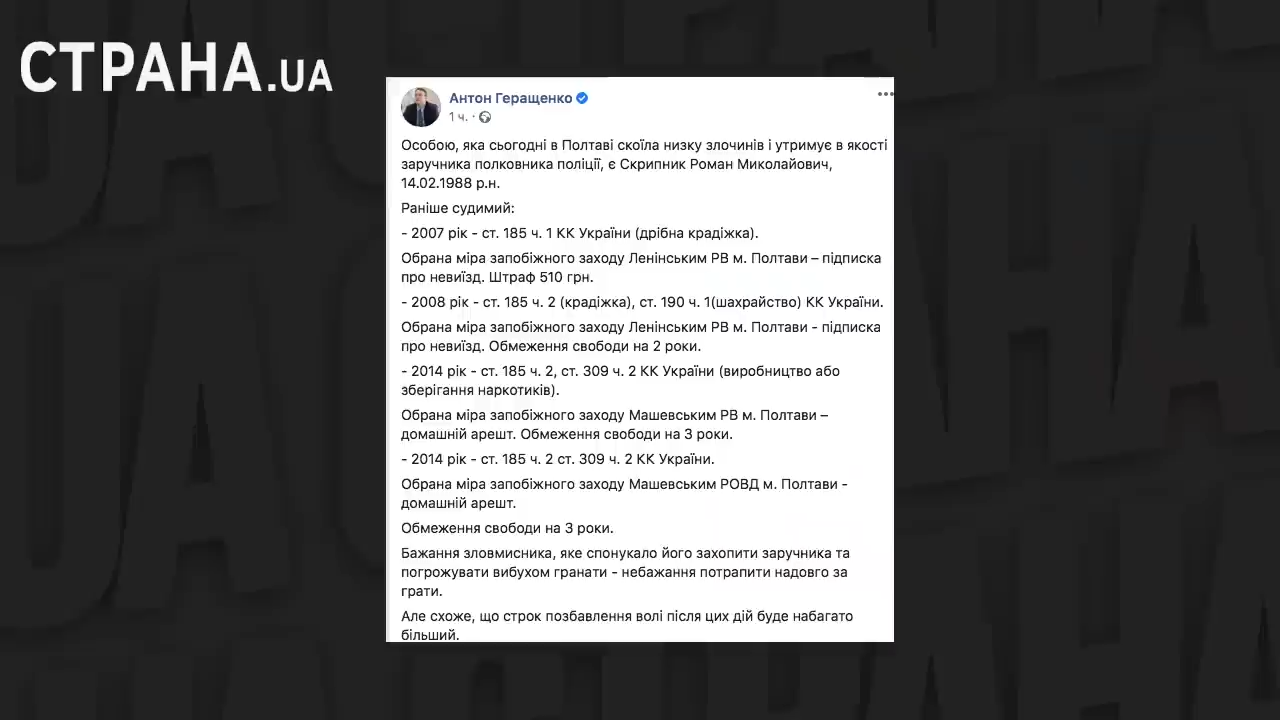 СТРАНА.UA
Антон Геращенко
1 ч. ·
Особою, яка сьогодні в Полтаві скоїла низку злочинів і утримує в якості
заручника полковника поліції, є Скрипник Роман Миколайович,
14.02.1988 р.н.
Раніше судимий:
- 2007 рік - ст. 185 ч. 1 КК України (дрібна крадіжка).
Обрана міра запобіжного заходу Ленінським РВ м. Полтави – підписка
про невиїзд. Штраф 510 грн.
- 2008 рік - ст. 185 ч. 2 (крадіжка), ст. 190 ч. 1(шахрайство) КК України.
Обрана міра запобіжного заходу Ленінським РВ м. Полтави - підписка
про невиїзд. Обмеження свободи на 2 роки.
- 2014 рік - ст. 185 ч. 2, ст. 309 ч. 2 КК України (виробництво або
зберігання наркотиків).
Обрана міра запобіжного заходу Машевським РВ м. Полтави –
домашній арешт. Обмеження свободи на 3 роки.
- 2014 рік - ст. 185 ч. 2 ст. 309 ч. 2 КК України.
Обрана міра запобіжного заходу Машевським РОВД м. Полтави -
домашній арешт.
Обмеження свободи на 3 роки.
Бажання зловмисника, яке спонукало його захопити заручника та
погрожувати вибухом гранати - небажання потрапити надовго за
грати.
Але схоже, що строк позбавлення волі після цих дій буде набагато
більший.